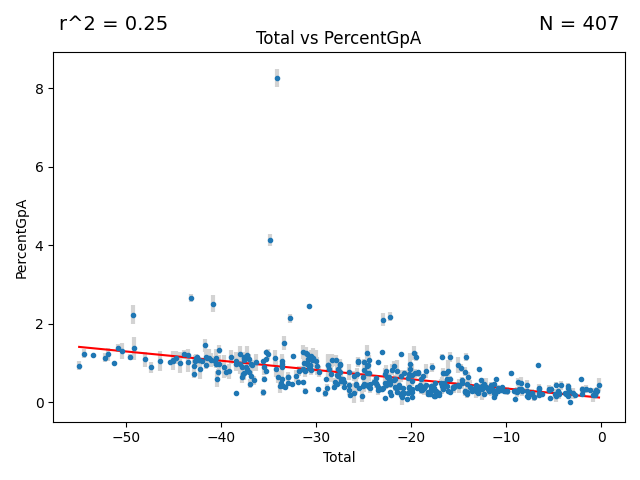 r^2 = 0.25
N = 407
Total vs PercentGpA
PercentGpA
8
6
4
2
0
−50
−40
−30
−20
−10
0
Total